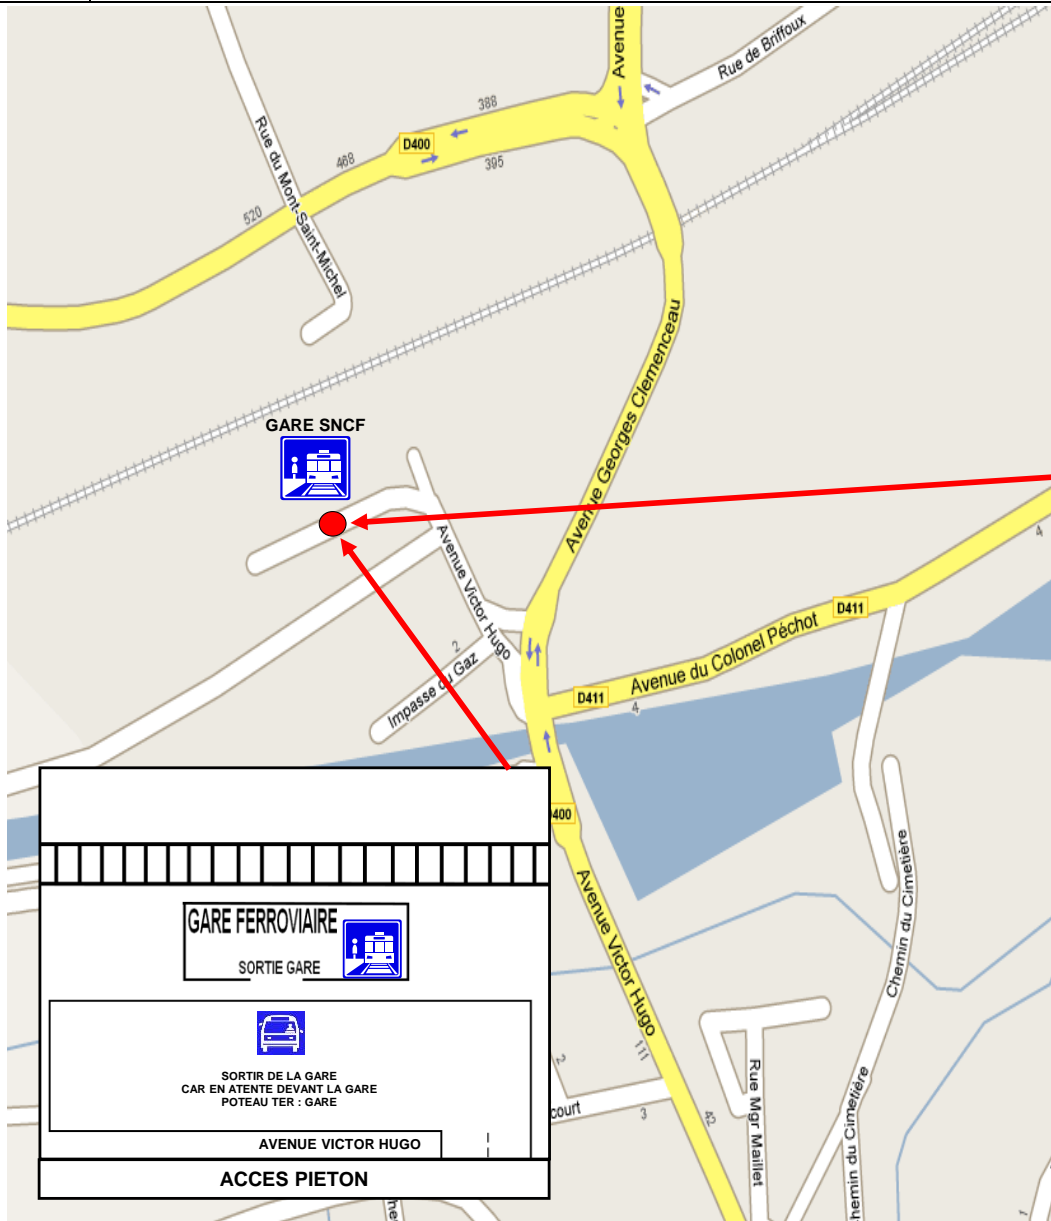 Avenue
Rue de Briffoux
388
D400
395
468
520
Rue du Mont-Saint-Michel
Avenue Georges Clemenceau
GARE SNCF
Avenue Victor Hugo
4
D411
Avenue du Colonel Péchot
2
Impasse du Gaz
D411
4
D400
Avenue Victor Hugo
Chemin du Cimetière
GARE FERROVIAIRE
SORTIE GARE
SORTIR DE LA GARE
CAR EN ATENTE DEVANT LA GARE
POTEAU TER : GARE
AVENUE VICTOR HUGO
ACCES PIETON
111
2
court
3
42
Rue Mgr Maillet
hemin du Cimetière
1